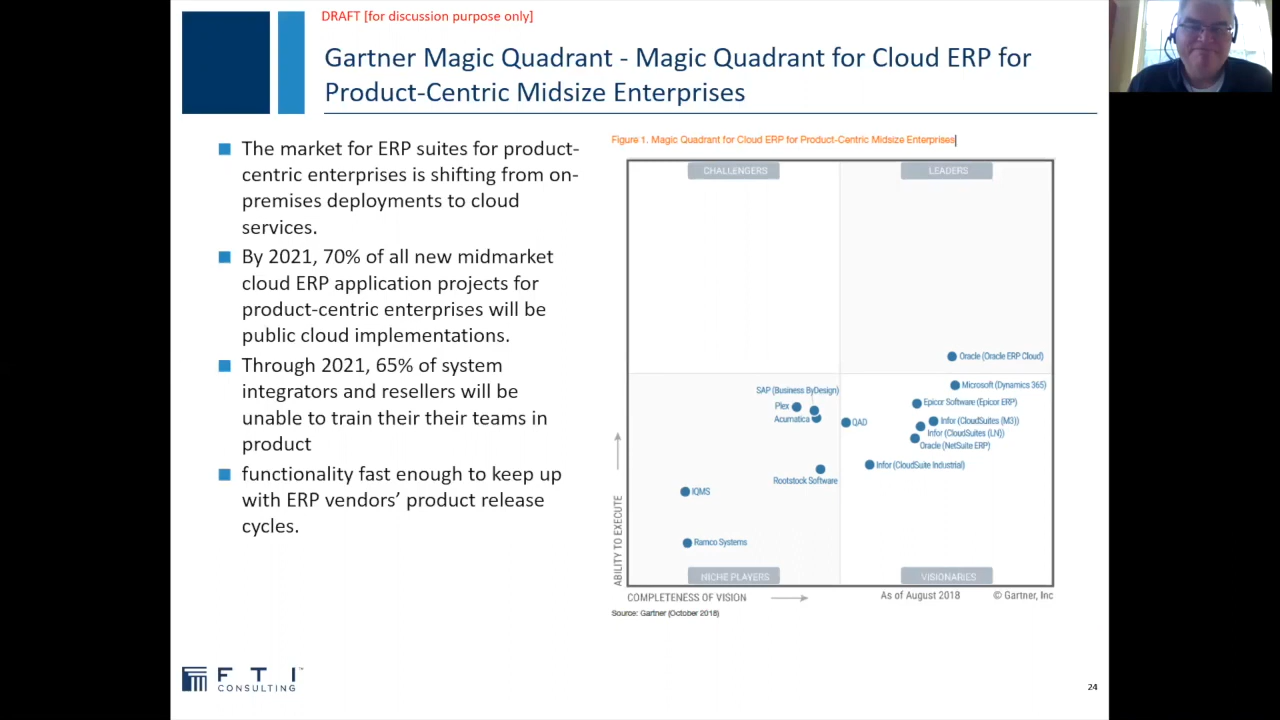 DRAFT [for discussion purpose only]
Gartner Magic Quadrant - Magic Quadrant for Cloud ERP for
Product-Centric Midsize Enterprises
The market for ERP suites for product-
centric enterprises is shifting from on-
premises deployments to cloud
services.
By 2021, 70% of all new midmarket
cloud ERP application projects for
product-centric enterprises will be
public cloud implementations.
Through 2021, 65% of system
integrators and resellers will be
unable to train their their teams in
product
functionality fast enough to keep up
with ERP vendors’ product release
cycles.
Figure 1. Magic Quadrant for Cloud ERP for Product-Centric Midsize Enterprises
CHALLENGERS
LEADERS
Oracle (Oracle ERP Cloud)
Microsoft (Dynamics 365)
SAP (Business ByDesign)
Plex
Acumatica
QAD
Epicor Software (Epicor ERP)
Infor (CloudSuites (M3))
Infor (CloudSuites (LN))
Oracle (NetSuite ERP)
Infor (CloudSuite Industrial)
Rootstock Software
IQMS
Ramco Systems
NICHE PLAYERS
VISIONARIES
ABILITY TO EXECUTE
COMPLETENESS OF VISION
As of August 2018
© Gartner, Inc
Source: Gartner (October 2018)
F T I ™
CONSULTING
24